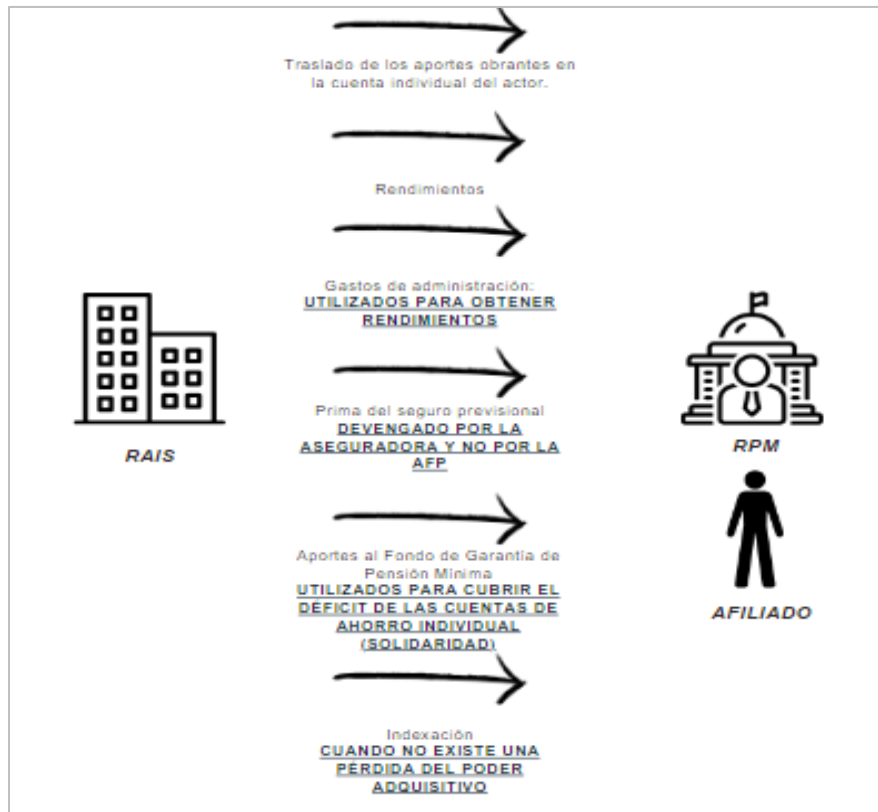 Traslado de los aportes obrantes en
la cuenta individual del actor.
Rendimientos
Gastos de administración:
UTILIZADOS PARA OBTENER
RENDIMIENTOS
Prima del seguro previsional
DEVENGADO POR LA
ASEGURADORA Y NO POR LA
AFP
RAIS
RPM
Aportes al Fondo de Garantía de
Pensión Mínima
UTILIZADOS PARA CUBRIR EL
DÉFICIT DE LAS CUENTAS DE
AHORRO INDIVIDUAL
(SOLIDARIDAD)
AFILIADO
Indexación
CUANDO NO EXISTE UNA
PÉRDIDA DEL PODER
ADQUISITIVO